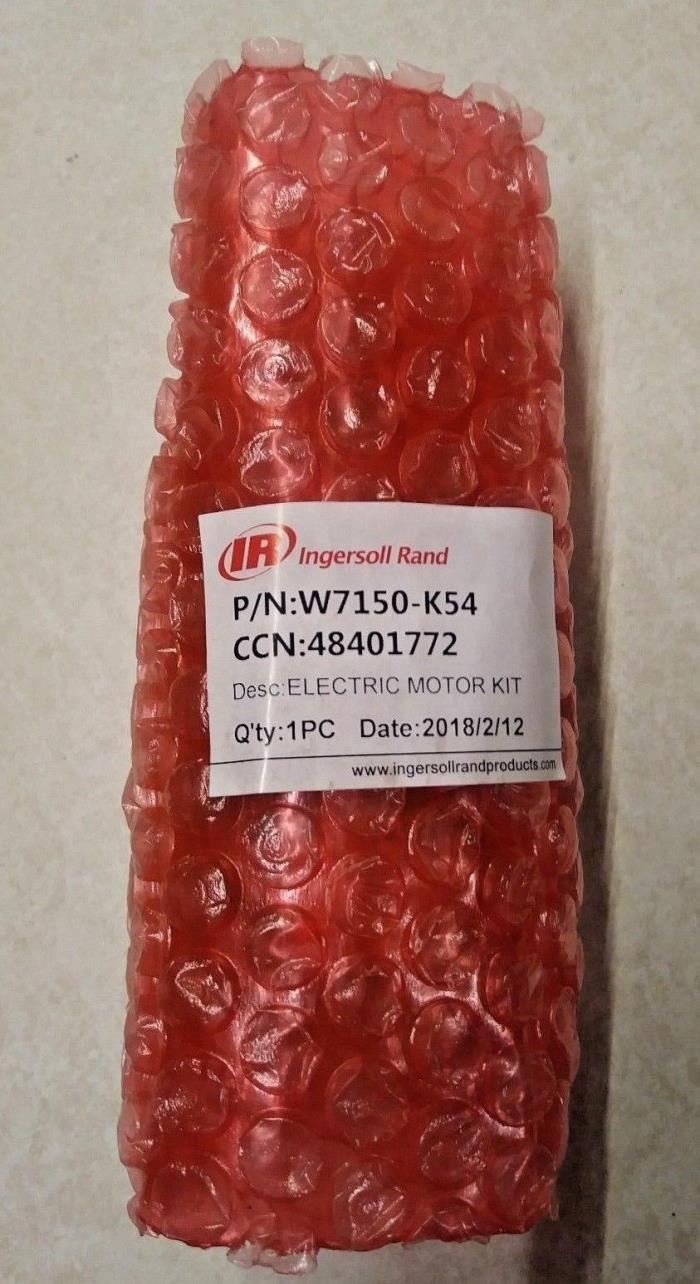 IR Ingersoll Rand
P/N:W7150-K54
CCN:48401772
Desc:ELECTRIC MOTOR KIT
Q'ty:1PC Date:2018/2/12
www.ingersollrandproducts.com